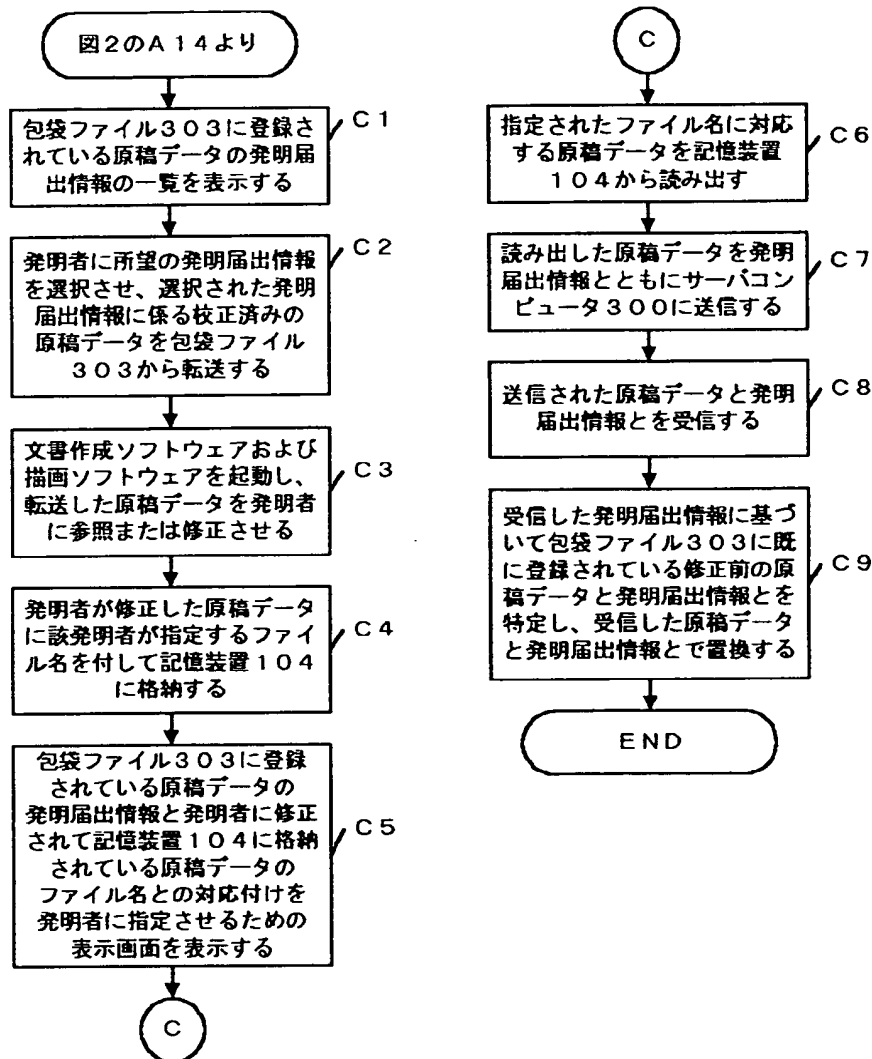 図2のA14より
C1
包袋ファイル303に登録さ
れている原稿データの発明届
出情報の一覧を表示する
C2
発明者に所望の発明届出情報
を選択させ、選択された発明
届出情報に係る校正済みの
原稿データを包袋ファイル
303から転送する
C3
文書作成ソフトウェアおよび
描画ソフトウェアを起動し、
転送した原稿データを発明者
に参照または修正させる
C4
発明者が修正した原稿データ
に該発明者が指定するファイ
ル名を付して記憶装置104
に格納する
C5
包袋ファイル303に登録
されている原稿データの
発明届出情報と発明者に修正
されて記憶装置104に格納
されている原稿データの
ファイル名との対応付けを
発明者に指定させるための
表示画面を表示する
C
C
C6
指定されたファイル名に対応
する原稿データを記憶装置
104から読み出す
C7
読み出した原稿データを発明
届出情報とともにサーバコン
ピュータ300に送信する
C8
送信された原稿データと発明
届出情報とを受信する
C9
受信した発明届出情報に基づ
いて包袋ファイル303に既
に登録されている修正前の原
稿データと発明届出情報とを
特定し、受信した原稿データ
と発明届出情報とで置換する
END